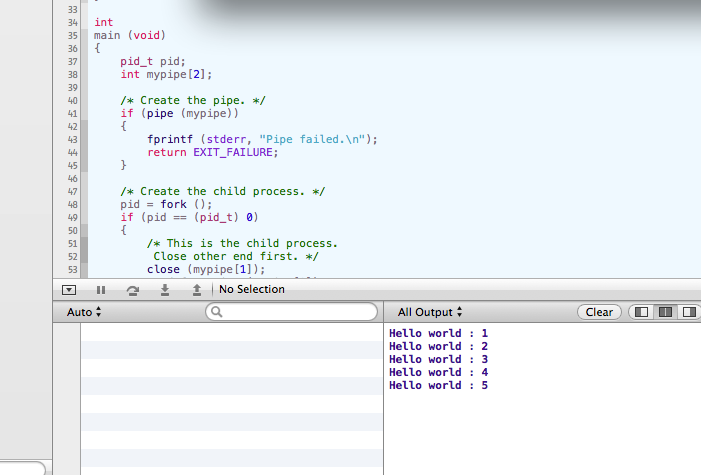 33 }
34 int
35 main (void)
36 {
37 pid_t pid;
38 int mypipe[2];
39
40 /* Create the pipe. */
41 if (pipe (mypipe))
42 {
43 fprintf (stderr, "Pipe failed.\n");
44 return EXIT_FAILURE;
45 }
46
47 /* Create the child process. */
48 pid = fork ();
49 if (pid == (pid_t) 0)
50 {
51 /* This is the child process.
52 Close other end first. */
53 close (mypipe[1]);
No Selection
Auto
All Output
Clear
Hello world : 1
Hello world : 2
Hello world : 3
Hello world : 4
Hello world : 5